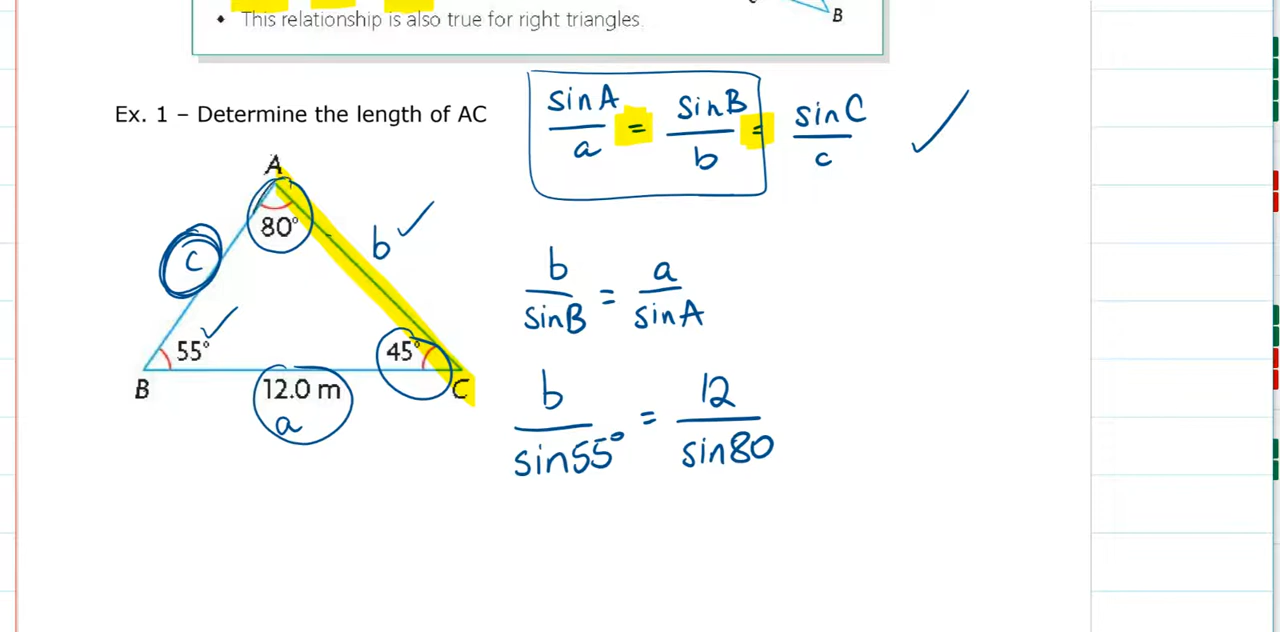 • This relationship is also true for right triangles.
B
Ex. 1 – Determine the length of AC
sinA/a = sinB/b = sinC/c
A
80°
c
b
b/sinB = a/sinA
55°
45°
B
12.0 m
C
a
b/sin55° = 12/sin80